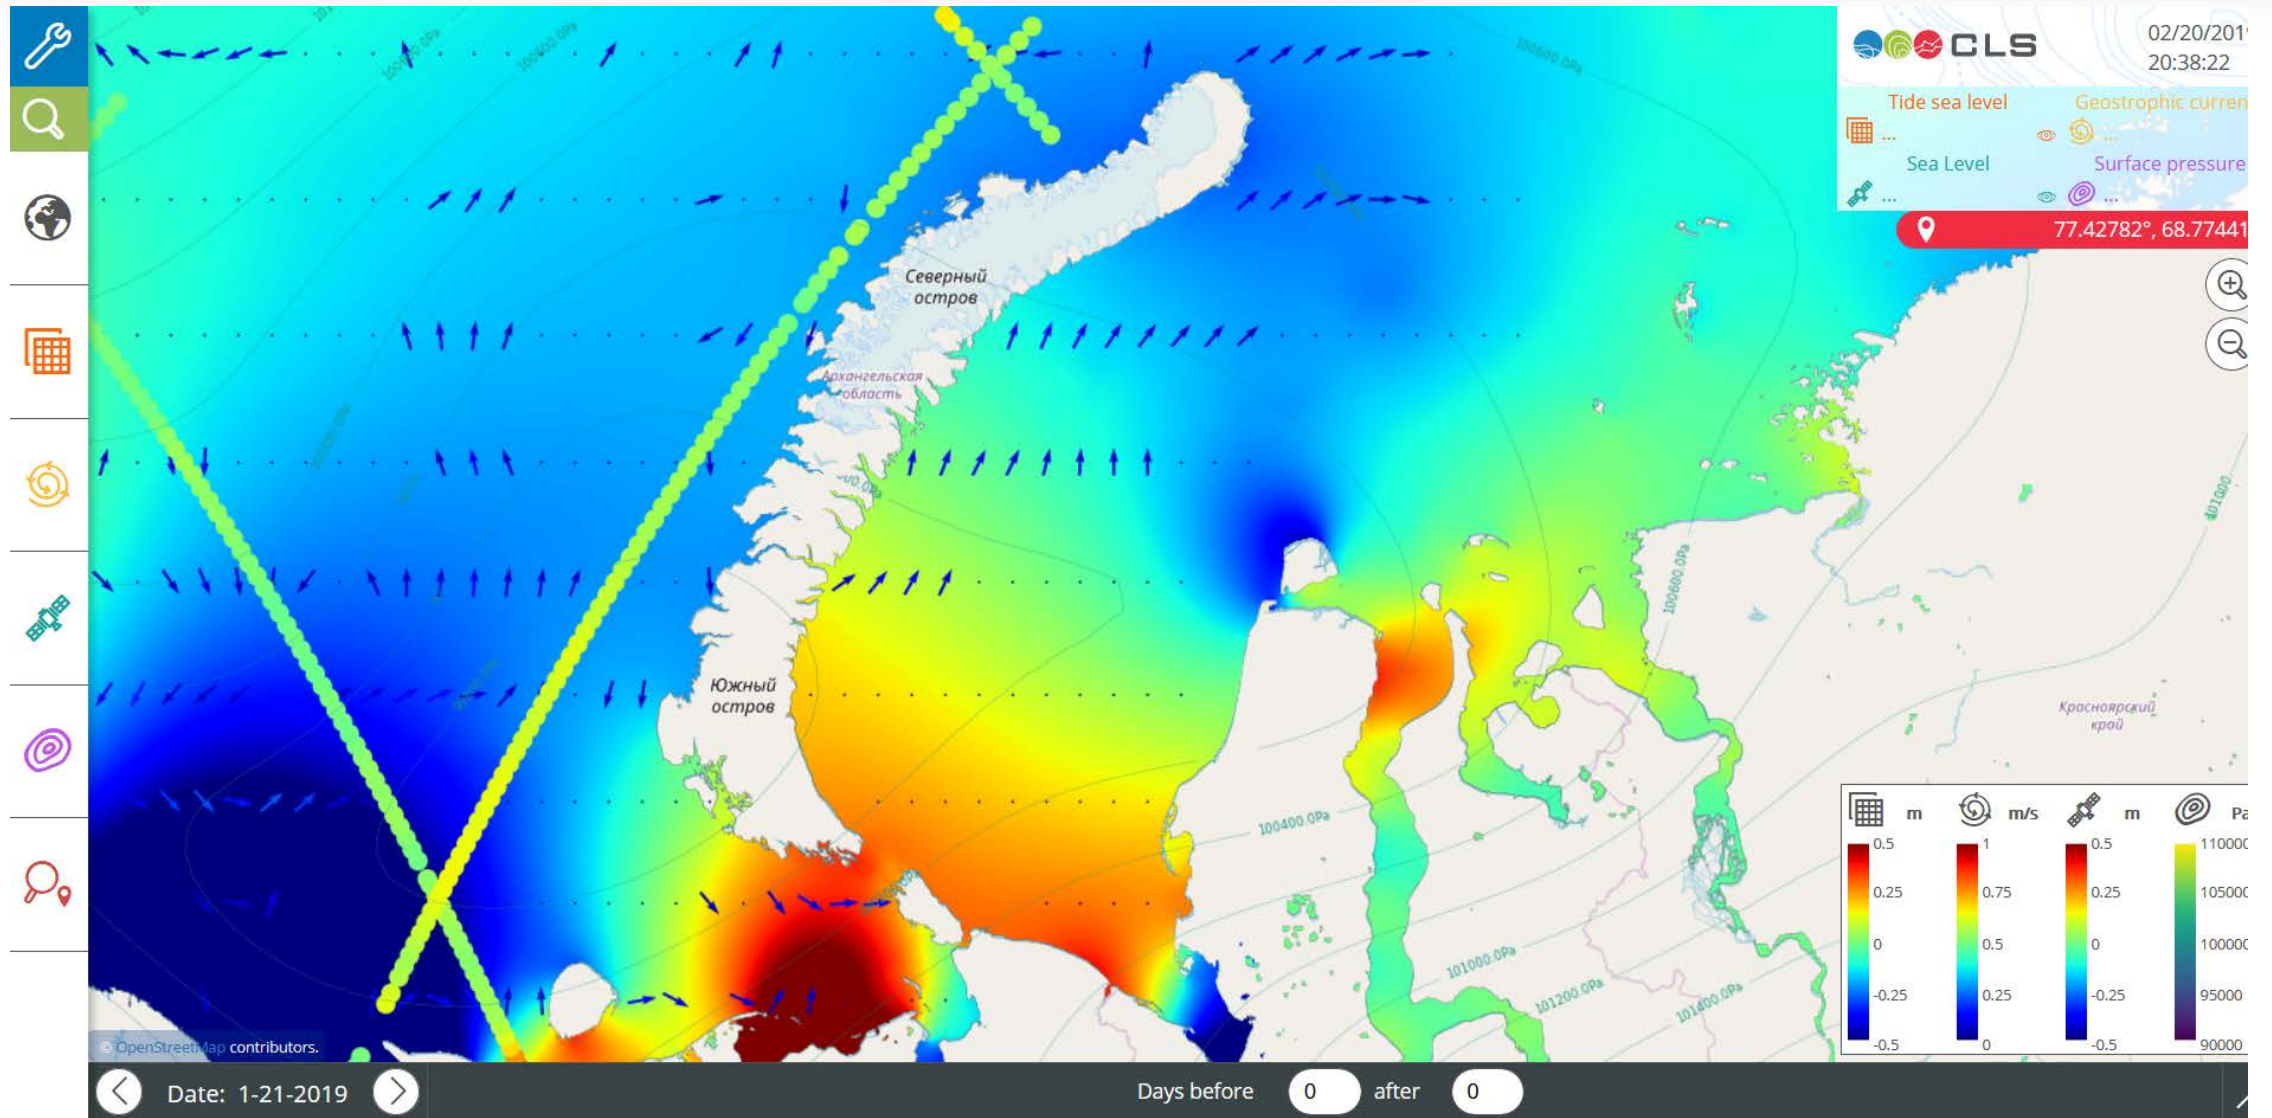 CLS
02/20/201
20:38:22
Tide sea level
Geostrophic curren
...
...
Sea Level
Surface pressure
...
...
77.42782°, 68.77441
100600.0Pa
Северный
остров
Архангельская
область
Южный
остров
100600.0Pa
101000.
Красноярский
край
100400.0Pa
101000.0Pa
101200.0Pa
101400.0Pa
m
m/s
m
Pa
0.5
1
0.5
110000
0.25
0.75
0.25
105000
0
0.5
0
100000
-0.25
0.25
-0.25
95000
-0.5
0
-0.5
90000
© OpenStreetMap contributors.
Date: 1-21-2019
Days before
0
after
0